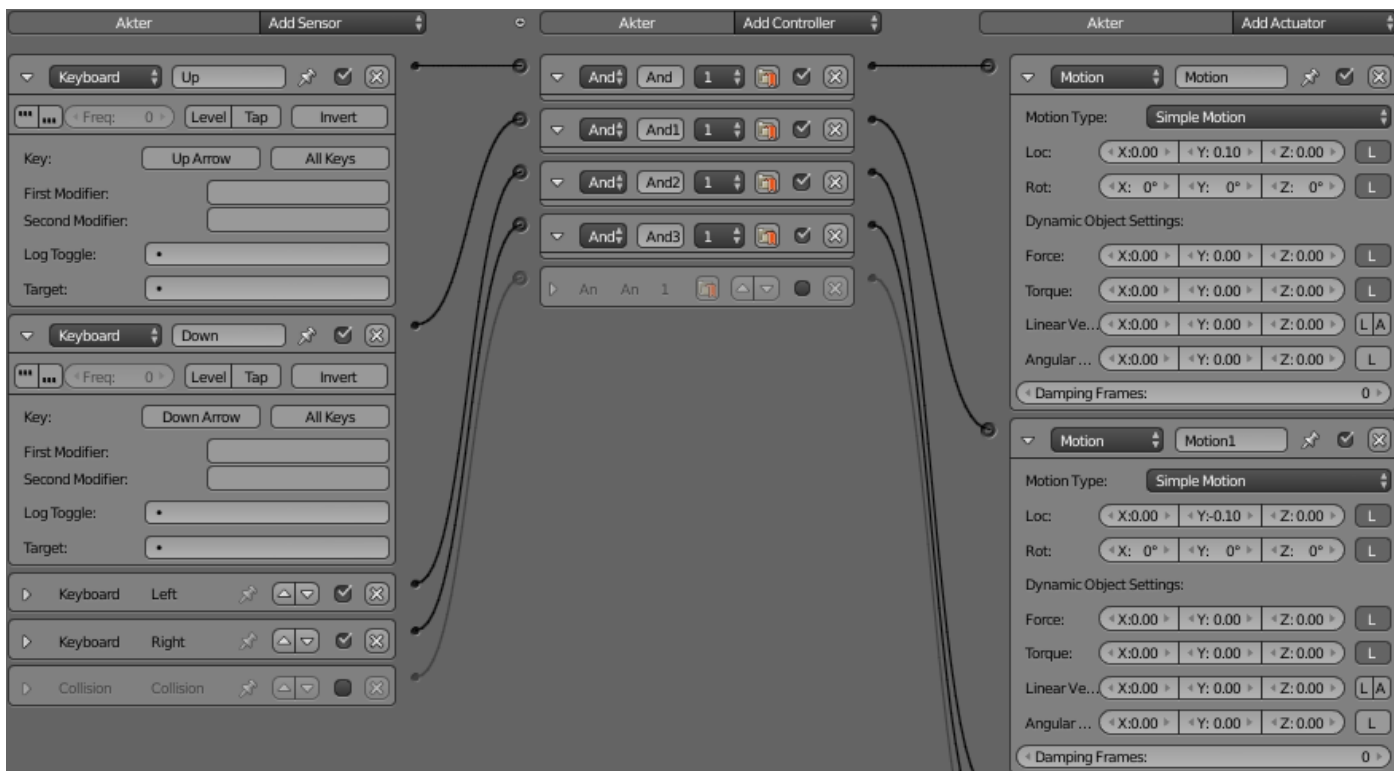 Akter Add Sensor
Keyboard Up
Freq: 0 Level Tap Invert
Key: Up Arrow All Keys
First Modifier:
Second Modifier:
Log Toggle:
Target:
Keyboard Down
Freq: 0 Level Tap Invert
Key: Down Arrow All Keys
First Modifier:
Second Modifier:
Log Toggle:
Target:
Keyboard Left
Keyboard Right
Collision Collision
Akter Add Controller
And And 1
And And1 1
And And2 1
And And3 1
An An 1
Akter Add Actuator
Motion Motion
Motion Type: Simple Motion
Loc: X:0.00 Y: 0.10 Z: 0.00 L
Rot: X: 0° Y: 0° Z: 0° L
Dynamic Object Settings:
Force: X:0.00 Y: 0.00 Z: 0.00 L
Torque: X:0.00 Y: 0.00 Z: 0.00 L
Linear Ve... X:0.00 Y: 0.00 Z: 0.00 L A
Angular ... X:0.00 Y: 0.00 Z: 0.00 L
Damping Frames: 0
Motion Motion1
Motion Type: Simple Motion
Loc: X:0.00 Y:-0.10 Z: 0.00 L
Rot: X: 0° Y: 0° Z: 0° L
Dynamic Object Settings:
Force: X:0.00 Y: 0.00 Z: 0.00 L
Torque: X:0.00 Y: 0.00 Z: 0.00 L
Linear Ve... X:0.00 Y: 0.00 Z: 0.00 L A
Angular ... X:0.00 Y: 0.00 Z: 0.00 L
Damping Frames: 0